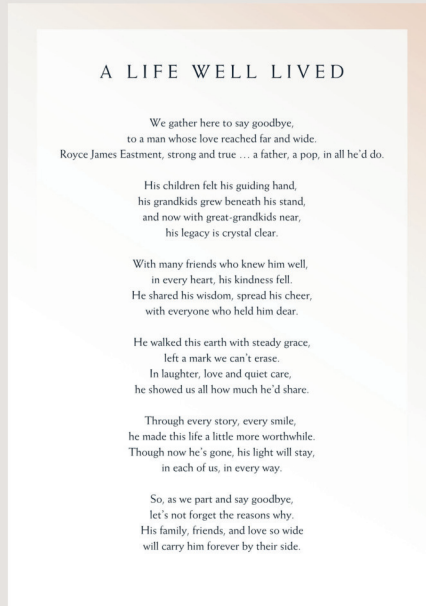 A LIFE WELL LIVED
We gather here to say goodbye,
to a man whose love reached far and wide.
Royce James Eastment, strong and true … a father, a pop, in all he’d do.
His children felt his guiding hand,
his grandkids grew beneath his stand,
and now with great-grandkids near,
his legacy is crystal clear.
With many friends who knew him well,
in every heart, his kindness fell.
He shared his wisdom, spread his cheer,
with everyone who held him dear.
He walked this earth with steady grace,
left a mark we can’t erase.
In laughter, love and quiet care,
he showed us all how much he’d share.
Through every story, every smile,
he made this life a little more worthwhile.
Though now he’s gone, his light will stay,
in each of us, in every way.
So, as we part and say goodbye,
let’s not forget the reasons why.
His family, friends, and love so wide
will carry him forever by their side.